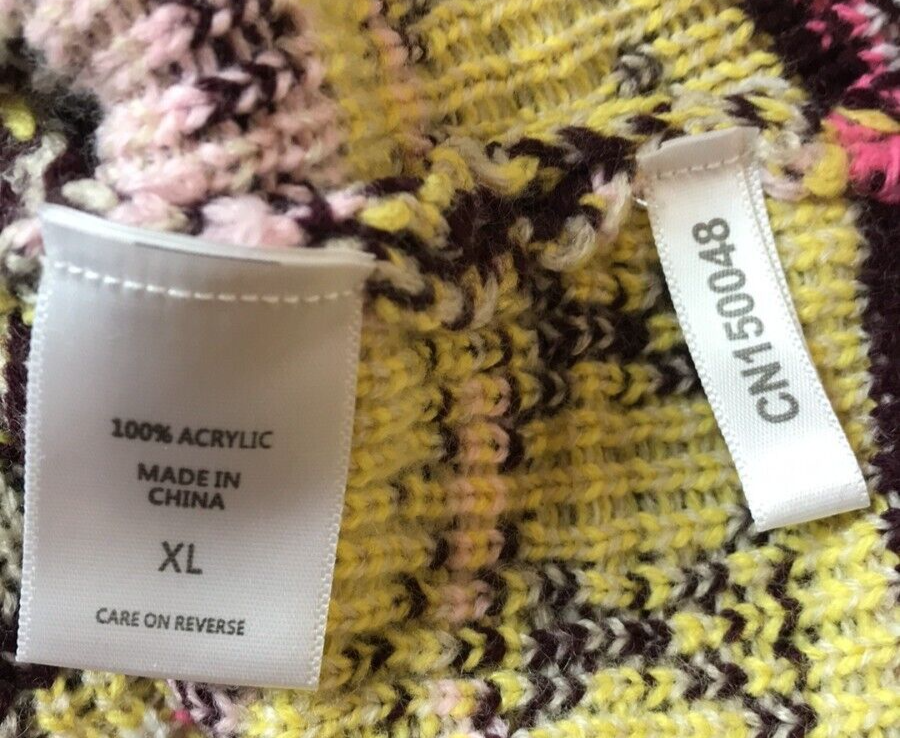 100% ACRYLIC
MADE IN
CHINA
XL
CARE ON REVERSE
CN150048